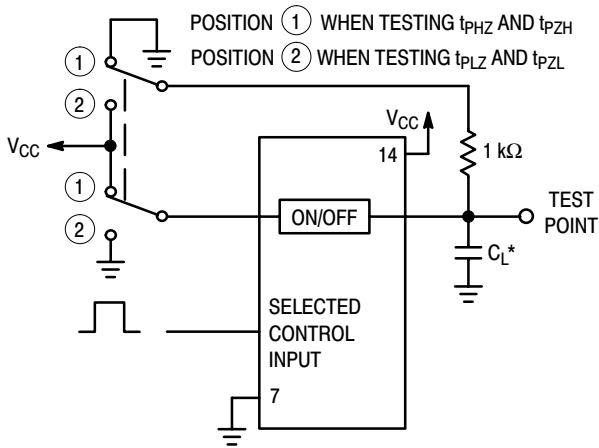 POSITION 1 WHEN TESTING tPHZ AND tPZH
POSITION 2 WHEN TESTING tPLZ AND tPZL
1
2
VCC
1
2
VCC
14
1 kΩ
ON/OFF
TEST
POINT
CL*
SELECTED
CONTROL
INPUT
7